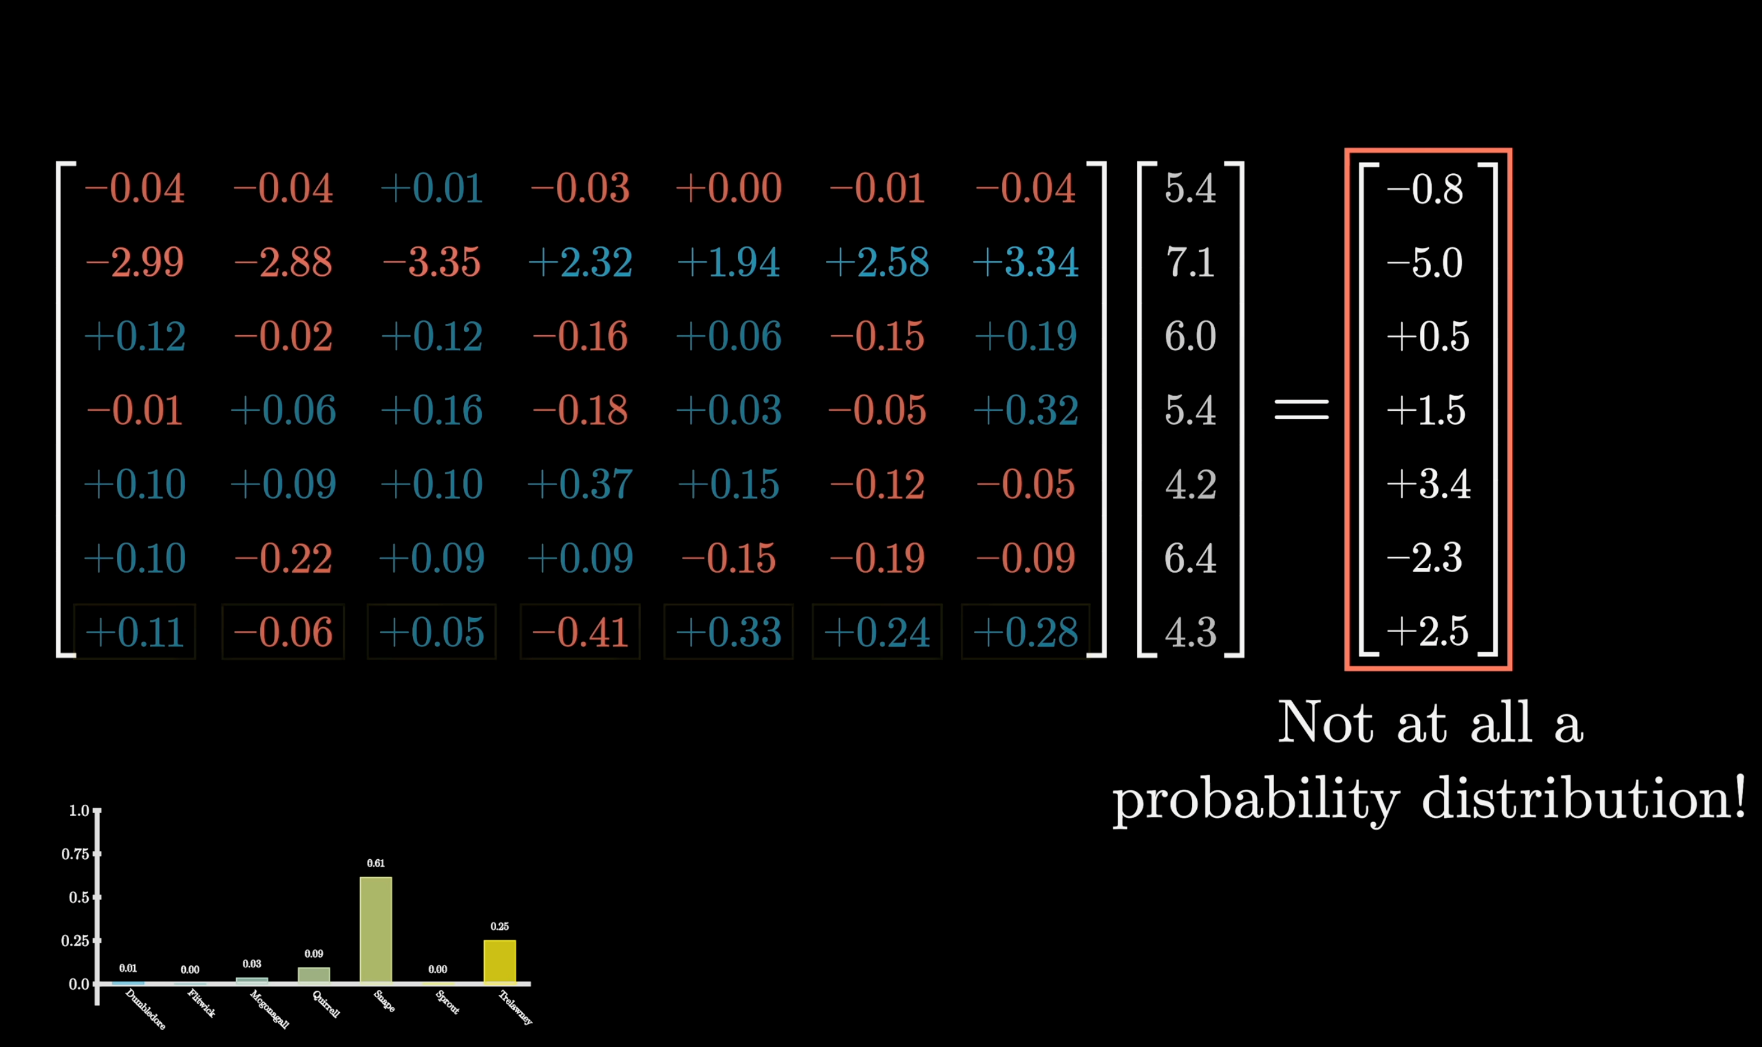 −0.04 −0.04 +0.01 −0.03 +0.00 −0.01 −0.04 5.4 −0.8
−2.99 −2.88 −3.35 +2.32 +1.94 +2.58 +3.34 7.1 −5.0
+0.12 −0.02 +0.12 −0.16 +0.06 −0.15 +0.19 6.0 +0.5
−0.01 +0.06 +0.16 −0.18 +0.03 −0.05 +0.32 5.4 = +1.5
+0.10 +0.09 +0.10 +0.37 +0.15 −0.12 −0.05 4.2 +3.4
+0.10 −0.22 +0.09 +0.09 −0.15 −0.19 −0.09 6.4 −2.3
+0.11 −0.06 +0.05 −0.41 +0.33 +0.24 +0.28 4.3 +2.5
Not at all a
probability distribution!
1.0
0.75
0.5
0.25
0.0
0.01 0.00 0.03 0.09 0.61 0.00 0.25
Dumbledore Flitwick Mcgonagall Quirrell Snape Sprout Trelawney